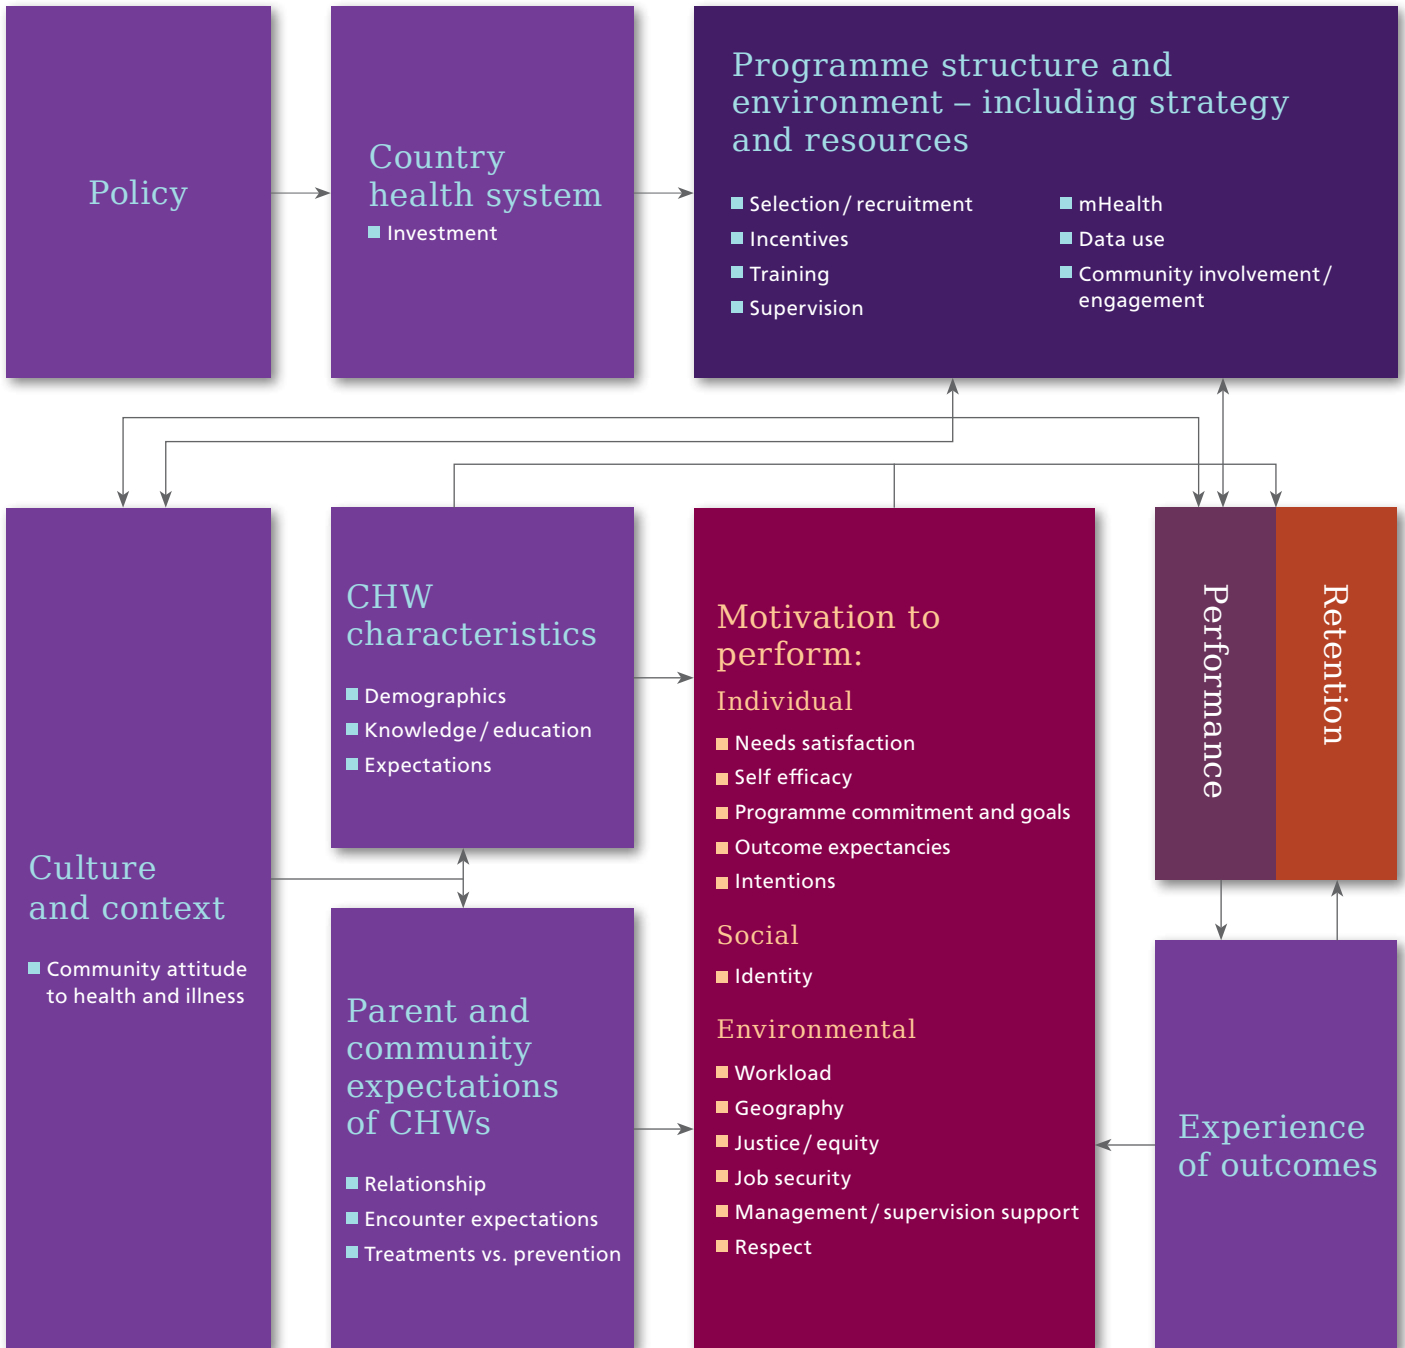 Policy
Country
health system
Investment
Programme structure and
environment – including strategy
and resources
Selection / recruitment
Incentives
Training
Supervision
mHealth
Data use
Community involvement /
engagement
Culture
and context
Community attitude
to health and illness
CHW
characteristics
Demographics
Knowledge / education
Expectations
Parent and
community
expectations
of CHWs
Relationship
Encounter expectations
Treatments vs. prevention
Motivation to
perform:
Individual
Needs satisfaction
Self efficacy
Programme commitment and goals
Outcome expectancies
Intentions
Social
Identity
Environmental
Workload
Geography
Justice / equity
Job security
Management / supervision support
Respect
Performance
Retention
Experience
of outcomes